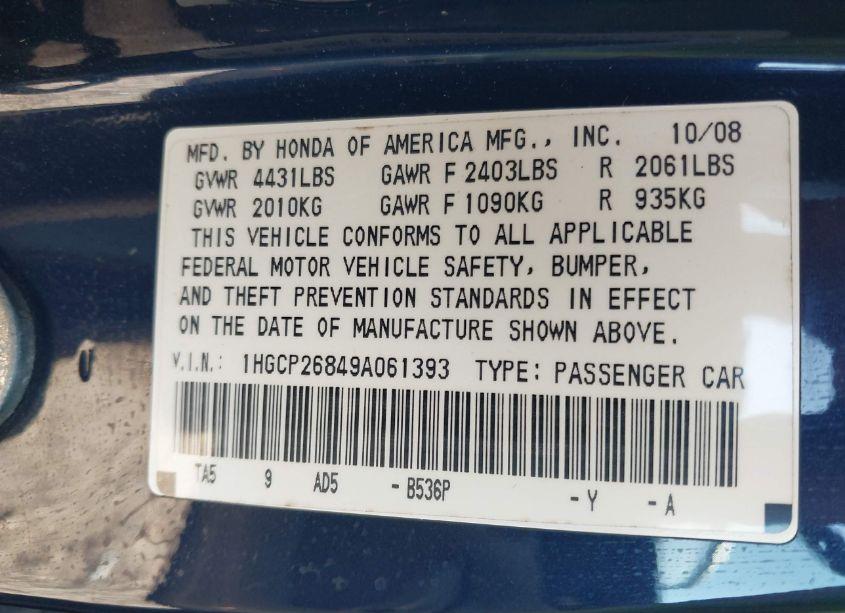 MFD. BY HONDA OF AMERICA MFG., INC. 10/08
GVWR 4431LBS GAWR F 2403LBS R 2061LBS
GVWR 2010KG GAWR F 1090KG R 935KG
THIS VEHICLE CONFORMS TO ALL APPLICABLE
FEDERAL MOTOR VEHICLE SAFETY, BUMPER,
AND THEFT PREVENTION STANDARDS IN EFFECT
ON THE DATE OF MANUFACTURE SHOWN ABOVE.
V.I.N.: 1HGCP26849A061393 TYPE: PASSENGER CAR
TA5 9 AD5 - B536P - Y - A